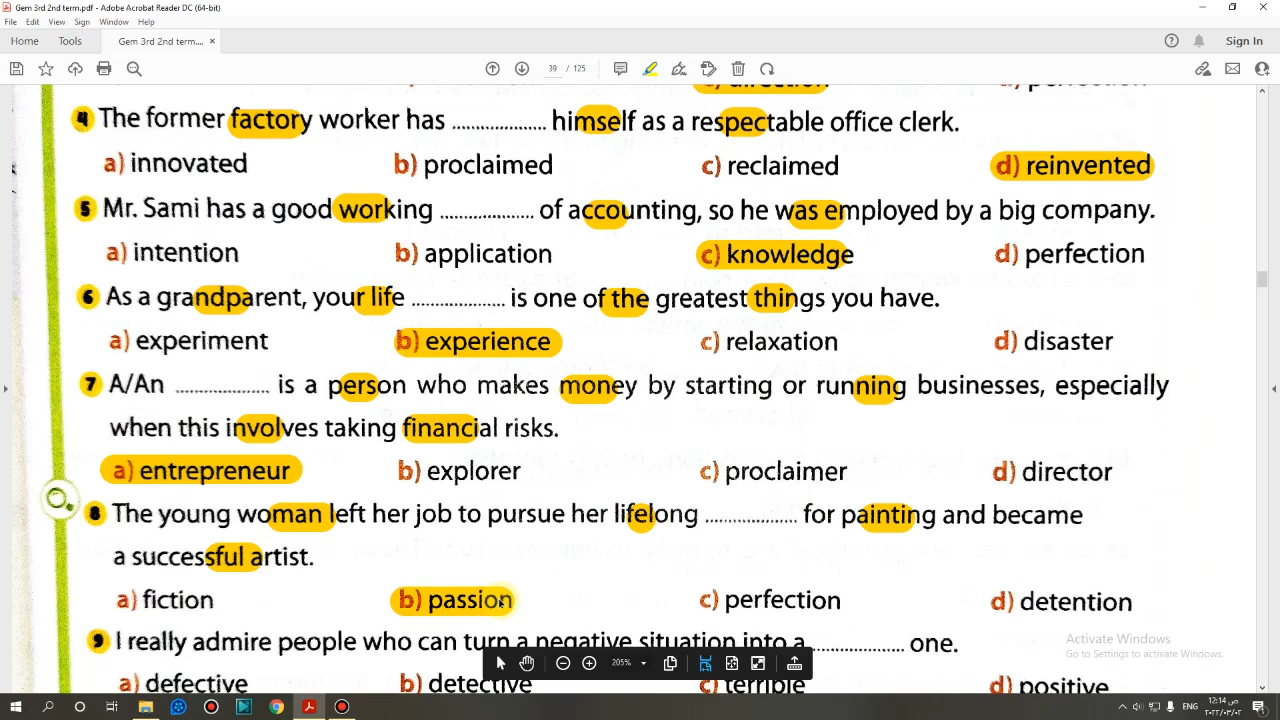 Gem 3rd 2nd term.pdf - Adobe Acrobat Reader DC (64-bit)
File Edit View Sign Window Help
Home Tools Gem 3rd 2nd term.... × Sign In
39 / 125
4 The former factory worker has .................. himself as a respectable office clerk.
a) innovated b) proclaimed c) reclaimed d) reinvented
5 Mr. Sami has a good working .................. of accounting, so he was employed by a big company.
a) intention b) application c) knowledge d) perfection
6 As a grandparent, your life .................. is one of the greatest things you have.
a) experiment b) experience c) relaxation d) disaster
7 A/An .................. is a person who makes money by starting or running businesses, especially
when this involves taking financial risks.
a) entrepreneur b) explorer c) proclaimer d) director
8 The young woman left her job to pursue her lifelong .................. for painting and became
a successful artist.
a) fiction b) passion c) perfection d) detention
9 I really admire people who can turn a negative situation into a .................. one.
a) defective b) detective c) terrible d) positive
205%
Activate Windows
Go to Settings to activate Windows.
ENG
12:14 ص